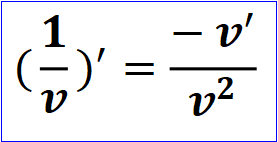 (1/v)′ = −v′/v²